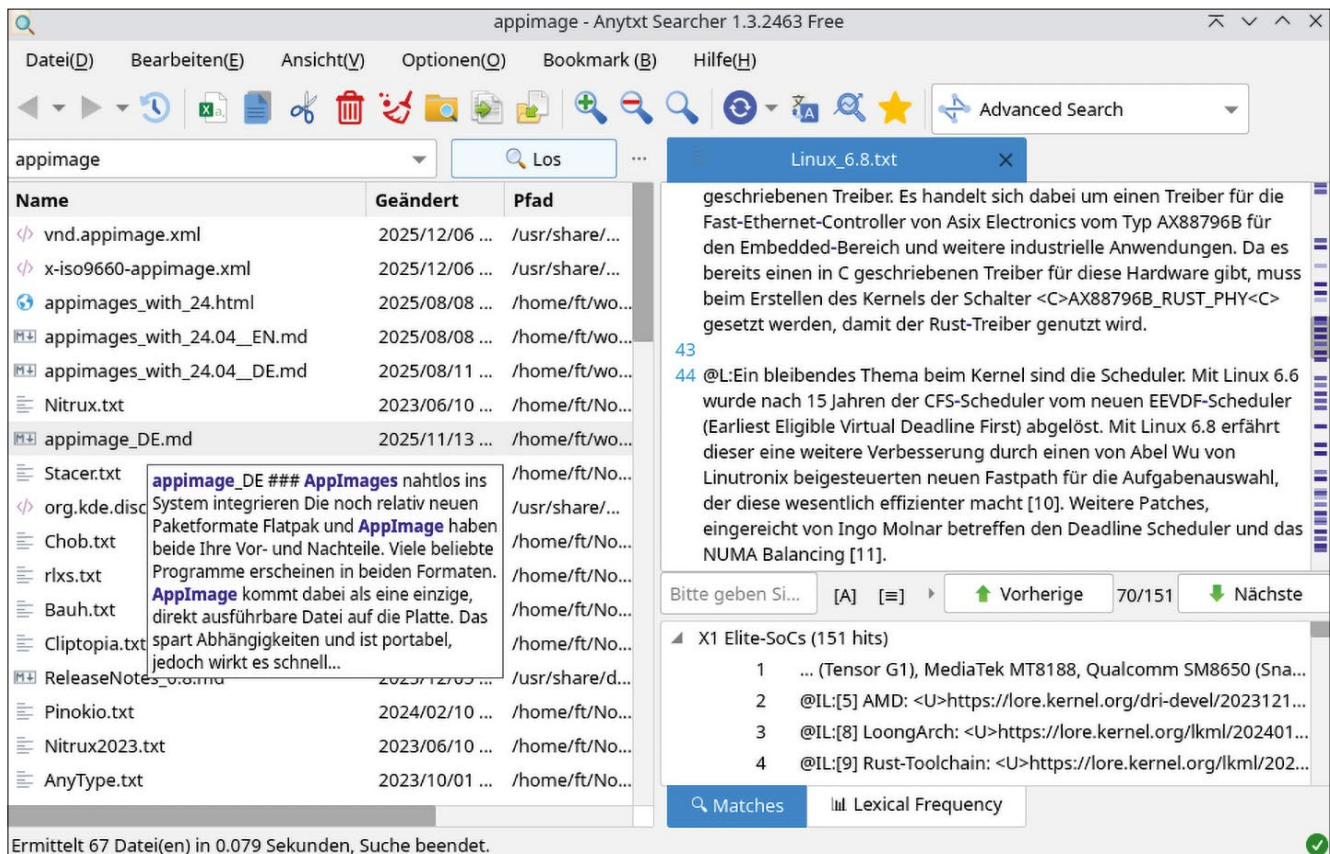 appimage - Anytxt Searcher 1.3.2463 Free
Datei(D) Bearbeiten(E) Ansicht(V) Optionen(O) Bookmark (B) Hilfe(H)
Advanced Search
appimage Los ...
Linux_6.8.txt
Name Geändert Pfad
vnd.appimage.xml 2025/12/06 ... /usr/share/...
x-iso9660-appimage.xml 2025/12/06 ... /usr/share/...
appimages_with_24.html 2025/08/08 ... /home/ft/wo...
appimages_with_24.04__EN.md 2025/08/08 ... /home/ft/wo...
appimages_with_24.04__DE.md 2025/08/11 ... /home/ft/wo...
Nitrux.txt 2023/06/10 ... /home/ft/No...
appimage_DE.md 2025/11/13 ... /home/ft/wo...
Stacer.txt /home/ft/No...
org.kde.disc /usr/share/...
Chob.txt /home/ft/No...
rlxs.txt /home/ft/No...
Bauh.txt /home/ft/No...
Cliptopia.txt /home/ft/No...
ReleaseNotes_6.8.md 2025/12/05 ... /usr/share/d...
Pinokio.txt 2024/02/10 ... /home/ft/No...
Nitrux2023.txt 2023/06/10 ... /home/ft/No...
AnyType.txt 2023/10/01 ... /home/ft/No...
appimage_DE ### AppImages nahtlos ins
System integrieren Die noch relativ neuen
Paketformate Flatpak und AppImage haben
beide Ihre Vor- und Nachteile. Viele beliebte
Programme erscheinen in beiden Formaten.
AppImage kommt dabei als eine einzige,
direkt ausführbare Datei auf die Platte. Das
spart Abhängigkeiten und ist portabel,
jedoch wirkt es schnell...
geschriebenen Treiber. Es handelt sich dabei um einen Treiber für die
Fast-Ethernet-Controller von Asix Electronics vom Typ AX88796B für
den Embedded-Bereich und weitere industrielle Anwendungen. Da es
bereits einen in C geschriebenen Treiber für diese Hardware gibt, muss
beim Erstellen des Kernels der Schalter <C>AX88796B_RUST_PHY<C>
gesetzt werden, damit der Rust-Treiber genutzt wird.
43
44 @L:Ein bleibendes Thema beim Kernel sind die Scheduler. Mit Linux 6.6
wurde nach 15 Jahren der CFS-Scheduler vom neuen EEVDF-Scheduler
(Earliest Eligible Virtual Deadline First) abgelöst. Mit Linux 6.8 erfährt
dieser eine weitere Verbesserung durch einen von Abel Wu von
Linutronix beigesteuerten neuen Fastpath für die Aufgabenauswahl,
der diese wesentlich effizienter macht [10]. Weitere Patches,
eingereicht von Ingo Molnar betreffen den Deadline Scheduler und das
NUMA Balancing [11].
Bitte geben Si... [A] [≡] Vorherige 70/151 Nächste
X1 Elite-SoCs (151 hits)
1 ... (Tensor G1), MediaTek MT8188, Qualcomm SM8650 (Sna...
2 @IL:[5] AMD: <U>https://lore.kernel.org/dri-devel/2023121...
3 @IL:[8] LoongArch: <U>https://lore.kernel.org/lkml/202401...
4 @IL:[9] Rust-Toolchain: <U>https://lore.kernel.org/lkml/202...
Matches Lexical Frequency
Ermittelt 67 Datei(en) in 0.079 Sekunden, Suche beendet.